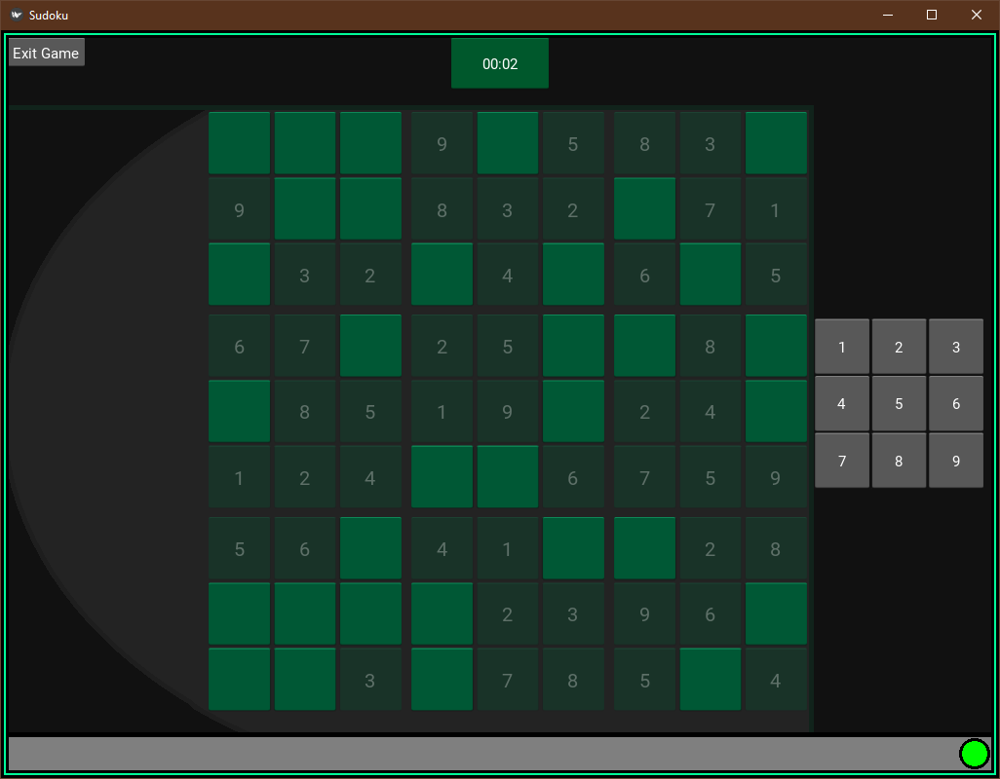 Sudoku
Exit Game
00:02
9 5 8 3
9 8 3 2 7 1
3 2 4 6 5
6 7 2 5 8
8 5 1 9 2 4
1 2 4 6 7 5 9
5 6 4 1 2 8
2 3 9 6
3 7 8 5 4
1 2 3
4 5 6
7 8 9